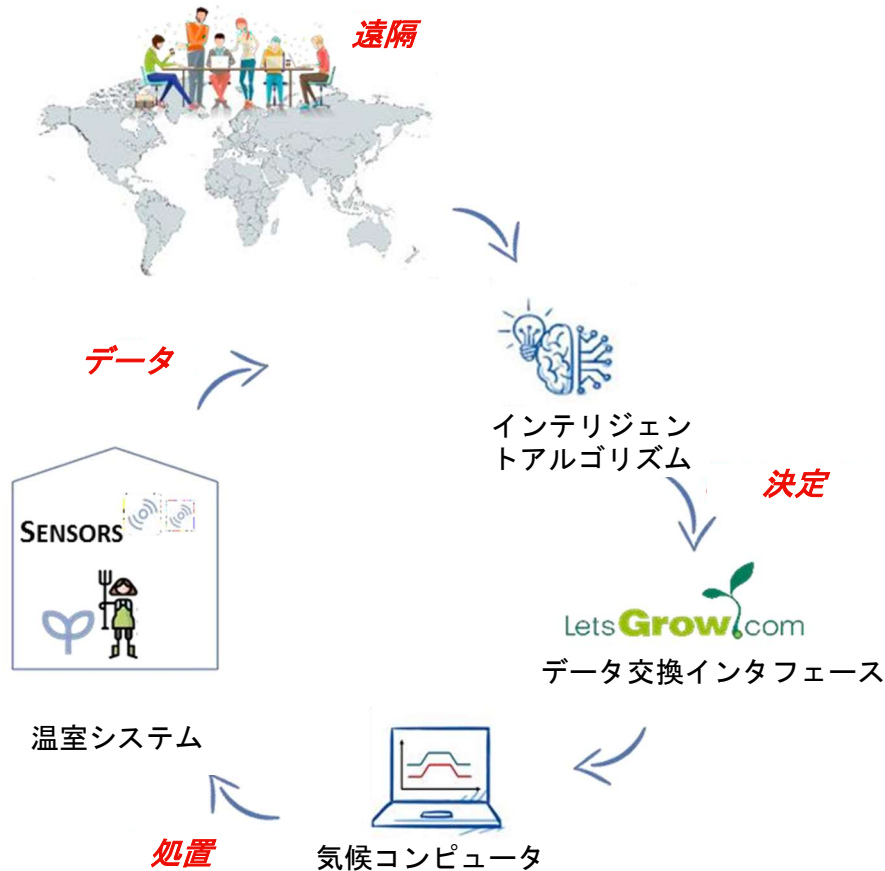 遠隔
データ
インテリジェン
トアルゴリズム
決定
SENSORS
LetsGrow.com
データ交換インタフェース
温室システム
処置
気候コンピュータ